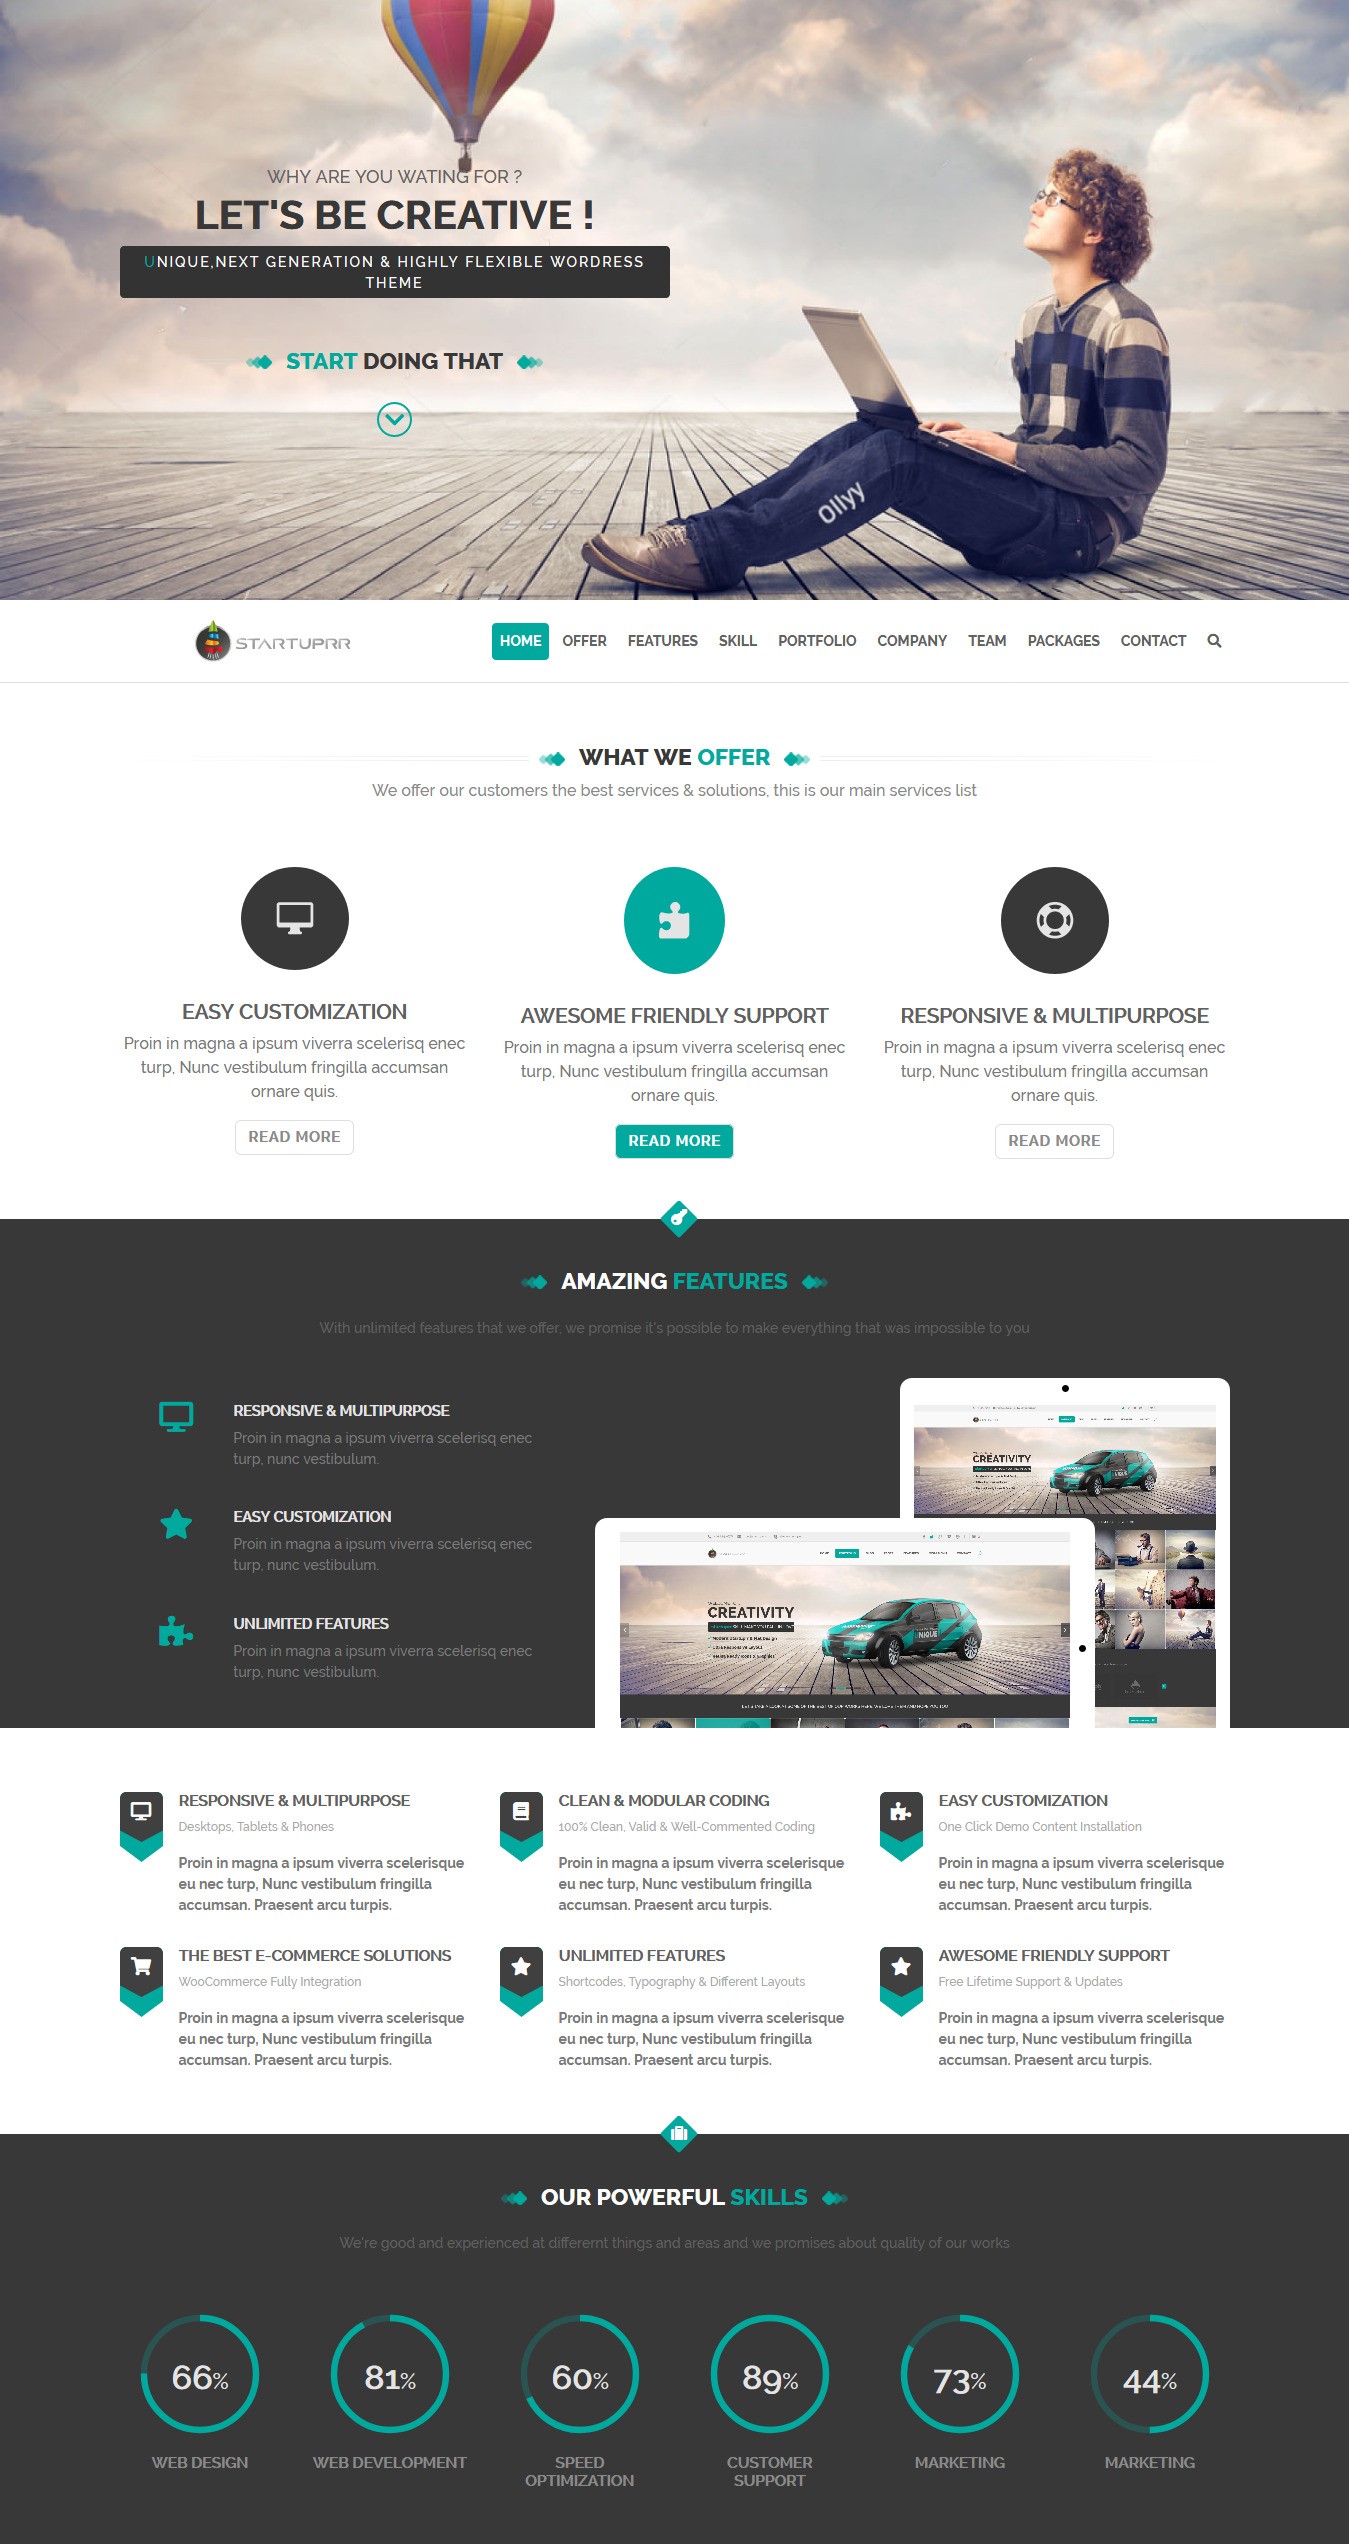 WHY ARE YOU WATING FOR ?
LET'S BE CREATIVE !
UNIQUE,NEXT GENERATION & HIGHLY FLEXIBLE WORDRESS
THEME
START DOING THAT
Ollyy
STARTUPRR
HOME OFFER FEATURES SKILL PORTFOLIO COMPANY TEAM PACKAGES CONTACT
WHAT WE OFFER
We offer our customers the best services & solutions, this is our main services list
EASY CUSTOMIZATION
Proin in magna a ipsum viverra scelerisq enec
turp, Nunc vestibulum fringilla accumsan
ornare quis.
READ MORE
AWESOME FRIENDLY SUPPORT
Proin in magna a ipsum viverra scelerisq enec
turp, Nunc vestibulum fringilla accumsan
ornare quis.
READ MORE
RESPONSIVE & MULTIPURPOSE
Proin in magna a ipsum viverra scelerisq enec
turp, Nunc vestibulum fringilla accumsan
ornare quis.
READ MORE
AMAZING FEATURES
With unlimited features that we offer, we promise it's possible to make everything that was impossible to you
RESPONSIVE & MULTIPURPOSE
Proin in magna a ipsum viverra scelerisq enec
turp, nunc vestibulum.
EASY CUSTOMIZATION
Proin in magna a ipsum viverra scelerisq enec
turp, nunc vestibulum.
UNLIMITED FEATURES
Proin in magna a ipsum viverra scelerisq enec
turp, nunc vestibulum.
CREATIVITY
CREATIVITY
RESPONSIVE & MULTIPURPOSE
Desktops, Tablets & Phones
Proin in magna a ipsum viverra scelerisque
eu nec turp, Nunc vestibulum fringilla
accumsan. Praesent arcu turpis.
CLEAN & MODULAR CODING
100% Clean, Valid & Well-Commented Coding
Proin in magna a ipsum viverra scelerisque
eu nec turp, Nunc vestibulum fringilla
accumsan. Praesent arcu turpis.
EASY CUSTOMIZATION
One Click Demo Content Installation
Proin in magna a ipsum viverra scelerisque
eu nec turp, Nunc vestibulum fringilla
accumsan. Praesent arcu turpis.
THE BEST E-COMMERCE SOLUTIONS
WooCommerce Fully Integration
Proin in magna a ipsum viverra scelerisque
eu nec turp, Nunc vestibulum fringilla
accumsan. Praesent arcu turpis.
UNLIMITED FEATURES
Shortcodes, Typography & Different Layouts
Proin in magna a ipsum viverra scelerisque
eu nec turp, Nunc vestibulum fringilla
accumsan. Praesent arcu turpis.
AWESOME FRIENDLY SUPPORT
Free Lifetime Support & Updates
Proin in magna a ipsum viverra scelerisque
eu nec turp, Nunc vestibulum fringilla
accumsan. Praesent arcu turpis.
OUR POWERFUL SKILLS
We're good and experienced at differernt things and areas and we promises about quality of our works
66%
WEB DESIGN
81%
WEB DEVELOPMENT
60%
SPEED
OPTIMIZATION
89%
CUSTOMER
SUPPORT
73%
MARKETING
44%
MARKETING